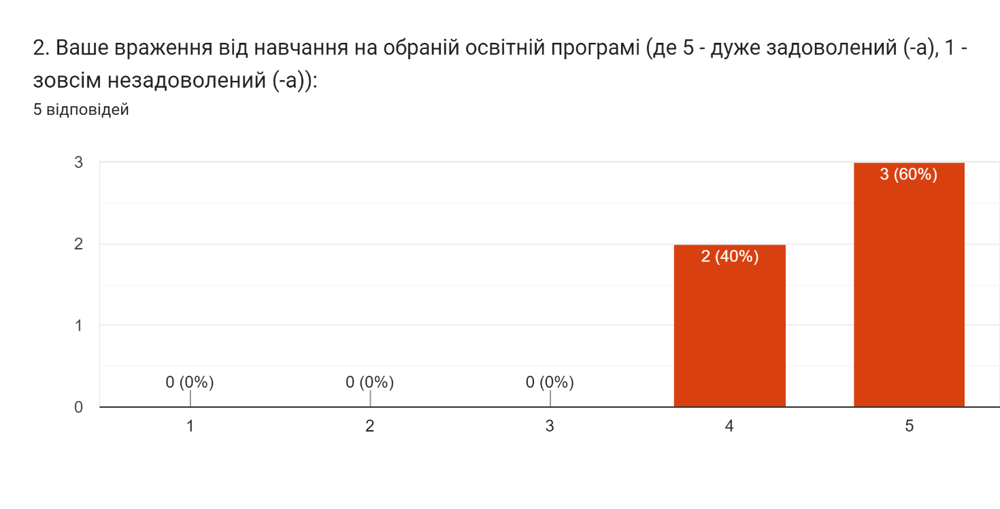 2. Ваше враження від навчання на обраній освітній програмі (де 5 - дуже задоволений (-а), 1 -
зовсім незадоволений (-а)):
5 відповідей
3
3 (60%)
2
2 (40%)
1
0 (0%) 0 (0%) 0 (0%)
0
1 2 3 4 5